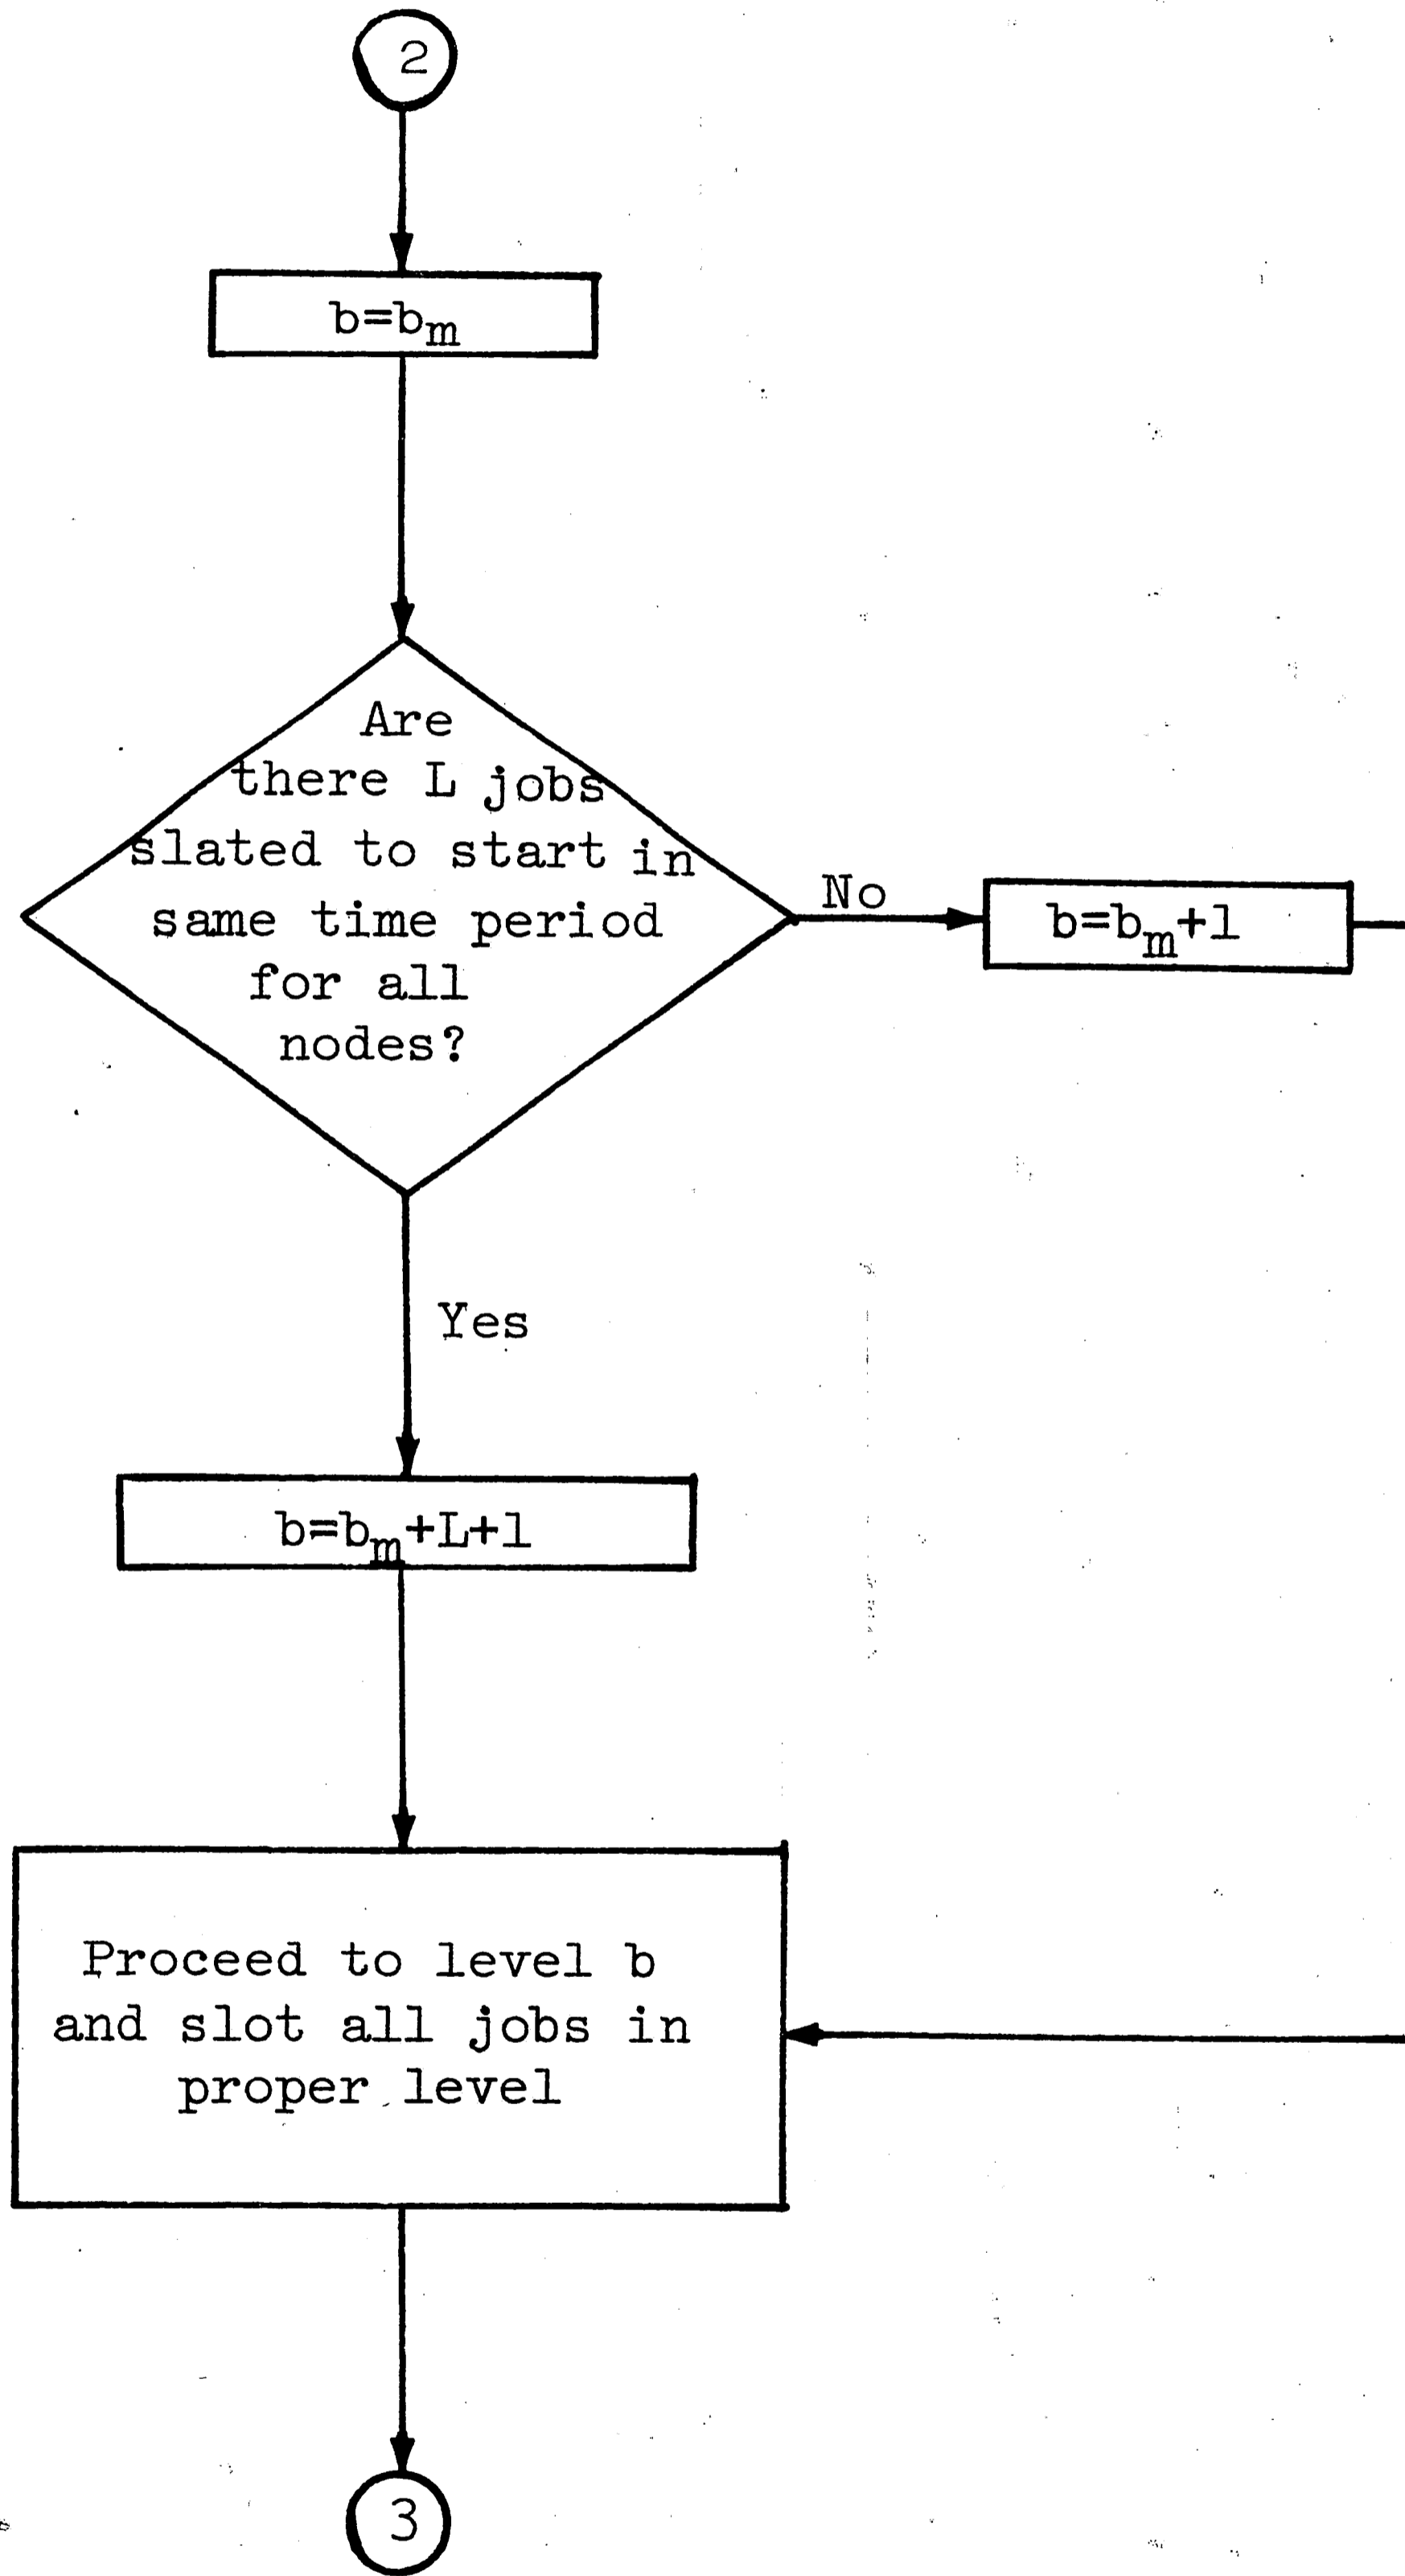 2
b=bm
Are
there L jobs
slated to start in
same time period
for all
nodes?
No
b=bm+1
Yes
b=bm+L+1
Proceed to level b
and slot all jobs in
proper level
3